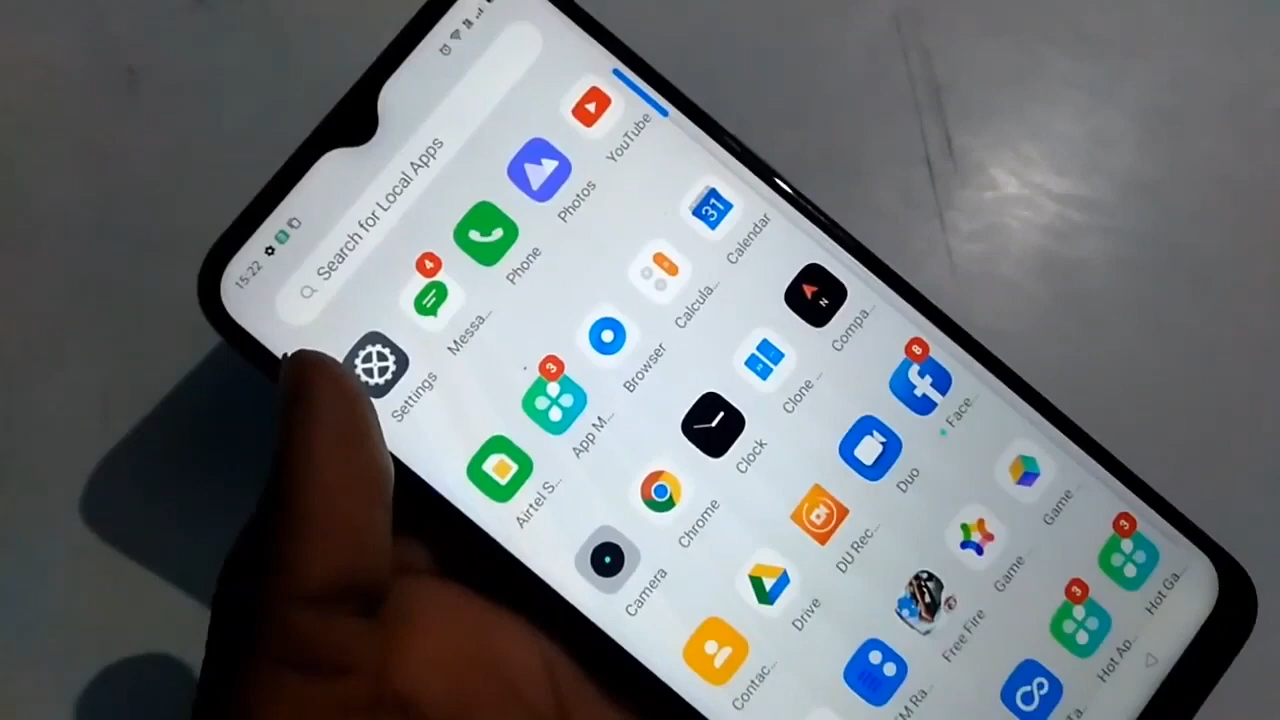 15:22
Search for Local Apps
Settings
4
Messa...
Phone
Photos
YouTube
Airtel S...
3
App M...
Browser
Calcula...
31
Calendar
Camera
Chrome
Clock
Clone ...
N
Compa...
Contac...
Drive
DU Rec...
Duo
8
Face
Free Fire
Game
Game
3
Hot Ap..
3
Hot Ga..